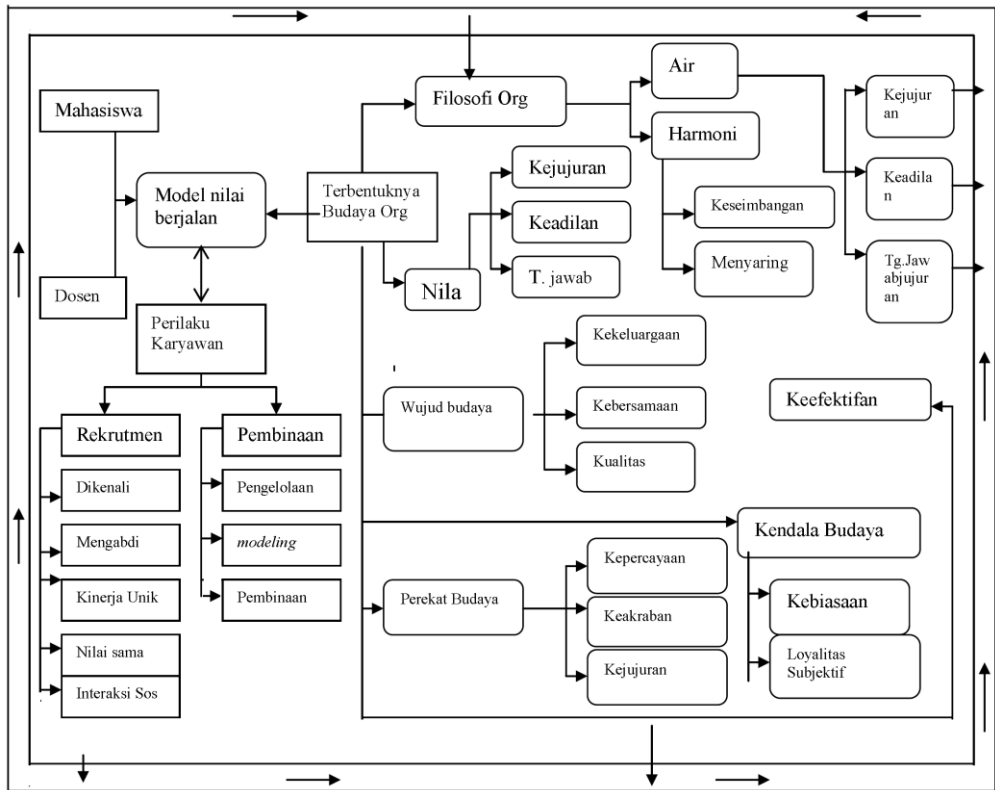 Mahasiswa
Dosen
Model nilai
berjalan
Perilaku
Karyawan
Rekrutmen
Dikenali
Mengabdi
Kinerja Unik
Nilai sama
Interaksi Sos
Pembinaan
Pengelolaan
modeling
Pembinaan
Terbentuknya
Budaya Org
Filosofi Org
Air
Harmoni
Keseimbangan
Menyaring
Kejujur
an
Keadila
n
Tg.Jaw
abjujur
an
Nila
Kejujuran
Keadilan
T. jawab
Wujud budaya
Kekeluargaan
Kebersamaan
Kualitas
Keefektifan
Kendala Budaya
Kebiasaan
Loyalitas
Subjektif
Perekat Budaya
Kepercayaan
Keakraban
Kejujuran